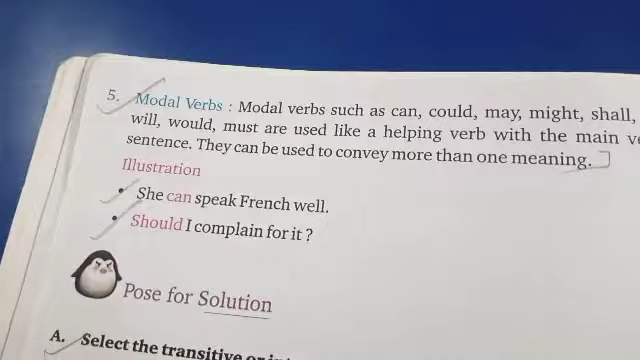 5. Modal Verbs : Modal verbs such as can, could, may, might, shall,
will, would, must are used like a helping verb with the main
sentence. They can be used to convey more than one meaning.
Illustration
• She can speak French well.
• Should I complain for it ?
Pose for Solution
A. Select the transitive or